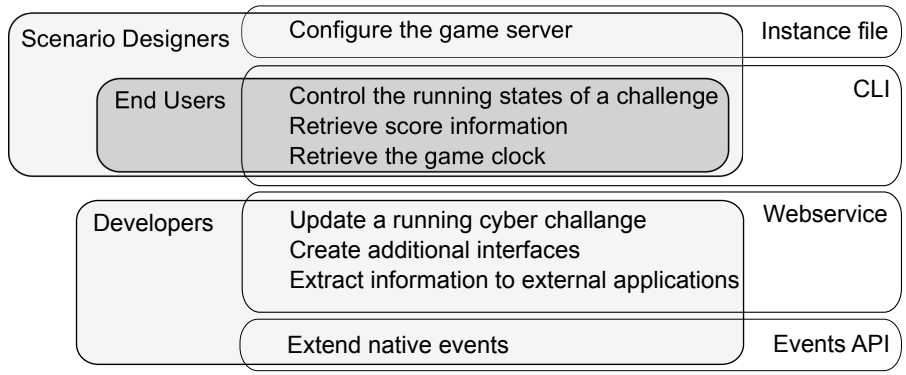 Scenario Designers
Configure the game server
Instance file
End Users
Control the running states of a challenge
CLI
Retrieve score information
Retrieve the game clock
Developers
Update a running cyber challange
Webservice
Create additional interfaces
Extract information to external applications
Extend native events
Events API